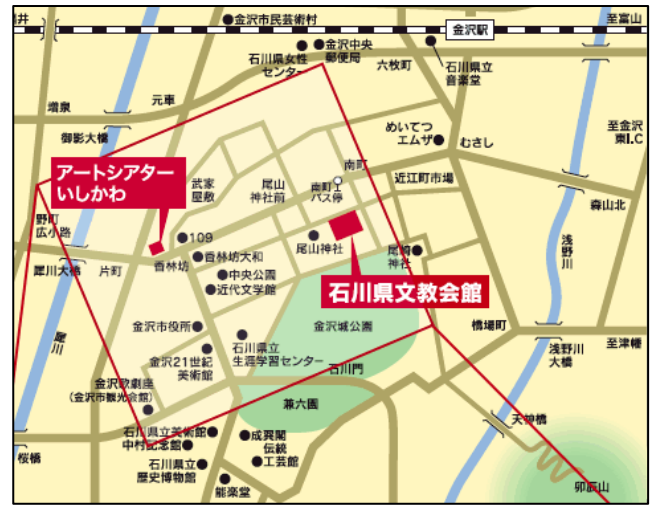 金沢市民芸術村
至富山
金沢駅
石川県女性
センター
金沢中央
郵便局
六枚町
石川県立
音楽堂
増泉
元車
御影大橋
めいてつ
エムザ
むさし
至金沢
東I.C
アートシアター
いしかわ
武家
屋敷
尾山
神社前
南町
南町
バス停
近江町市場
森山北
野町
広小路
109
尾山神社
尾﨑
神社
浅野川
犀川大橋
片町
香林坊
香林坊大和
中央公園
近代文学館
石川県文教会館
犀川
金沢市役所
石川県立
生涯学習センター
金沢城公園
橋場町
至津幡
浅野川
大橋
金沢21世紀
美術館
石川門
金沢歌劇座
(金沢市観光会館)
兼六園
天神橋
石川県立美術館
中村記念館
成巽閣
伝統
工芸館
桜橋
石川県立
歴史博物館
能楽堂
卯辰山